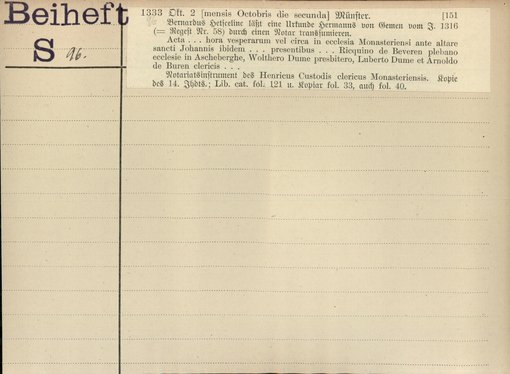 Beiheft
S 96.
1333 Okt. 2 [mensis Octobris die secunda] Münster. [151
Bernardus Hesseline läßt eine Urkunde Hermanns von Gemen vom J. 1316
(= Regest Nr. 58) durch einen Notar transsumieren.
Acta . . . hora vesperarum vel circa in ecclesia Monasteriensi ante altare
sancti Johannis ibidem . . . presentibus . . . Ricquino de Beveren plebano
ecclesie in Ascheberghe, Wolthero Dume presbitero, Luberto Dume et Arnoldo
de Buren clericis . . .
Notariatsinstrument des Henricus Custodis clericus Monasteriensis. Kopie
des 14. Jhdts.; Lib. cat. fol. 121 u. Kopiar fol. 33, auch fol. 40.